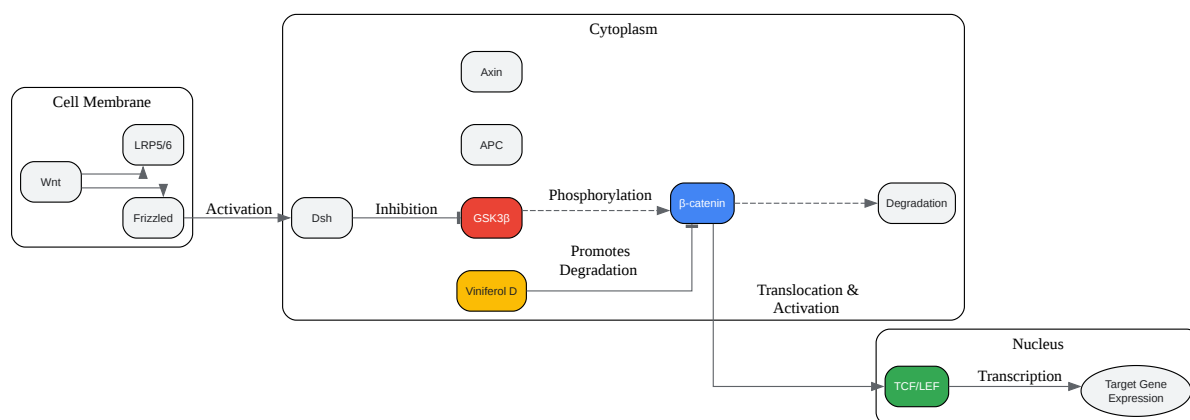 Cytoplasm
Axin
Cell Membrane
LRP5/6
APC
Wnt
Phosphorylation
β-catenin
Degradation
Activation
Inhibition
Frizzled
Dsh
GSK3β
Promotes
Degradation
Viniferol D
Translocation &
Activation
Nucleus
TCF/LEF
Transcription
Target Gene
Expression